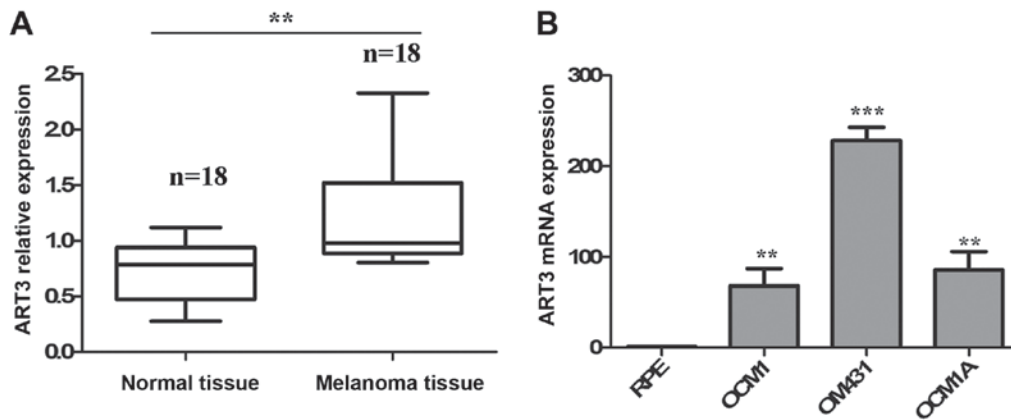 A
**
n=18
n=18
ART3 relative expression
2.5
2.0
1.5
1.0
0.5
0.0
Normal tissue
Melanoma tissue
B
ART3 mRNA expression
300
200
100
0
**
***
**
RPE
OCM1
OM431
OCM1A